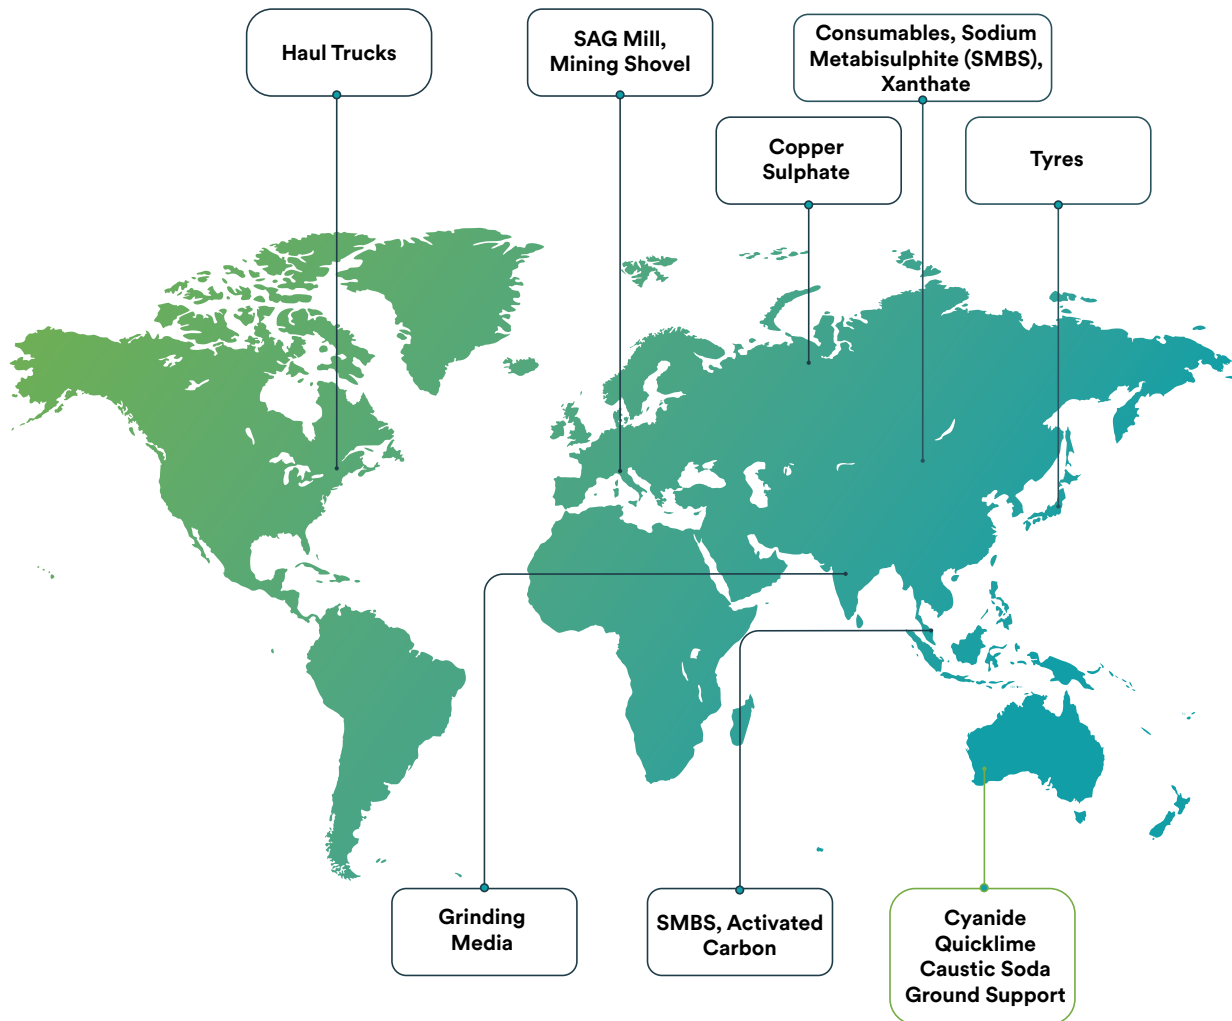 Haul Trucks
SAG Mill,
Mining Shovel
Consumables, Sodium
Metabisulphite (SMBS),
Xanthate
Copper
Sulphate
Tyres
Grinding
Media
SMBS, Activated
Carbon
Cyanide
Quicklime
Caustic Soda
Ground Support